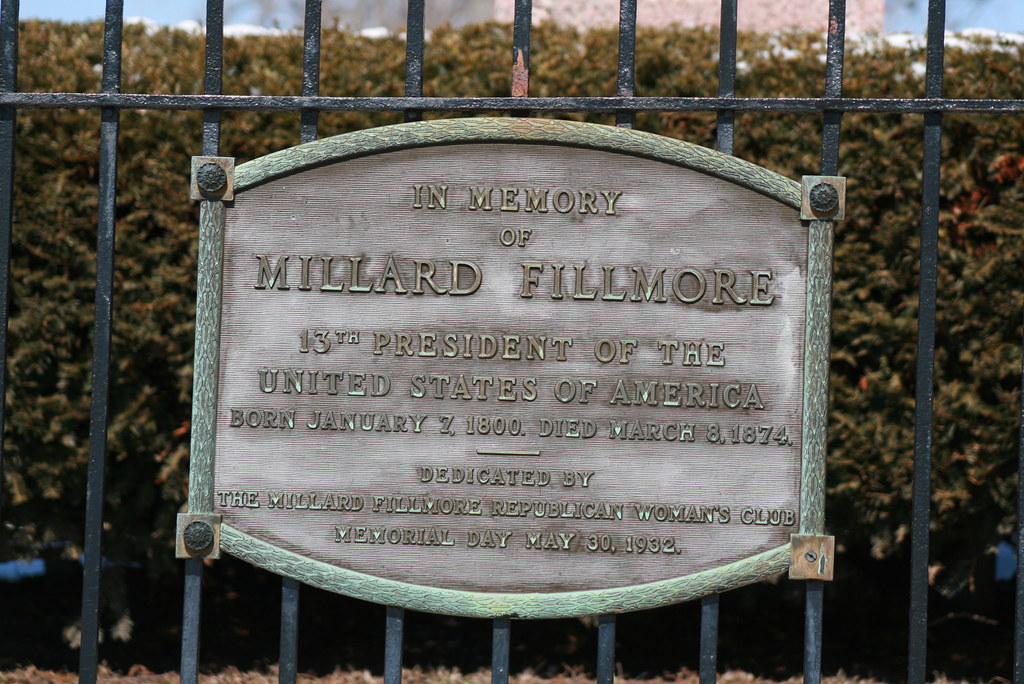 IN MEMORY
OF
MILLARD FILLMORE
13TH PRESIDENT OF THE
UNITED STATES OF AMERICA
BORN JANUARY 7, 1800. DIED MARCH 8, 1874.
DEDICATED BY
THE MILLARD FILLMORE REPUBLICAN WOMAN'S CLUB
MEMORIAL DAY MAY 30, 1932.